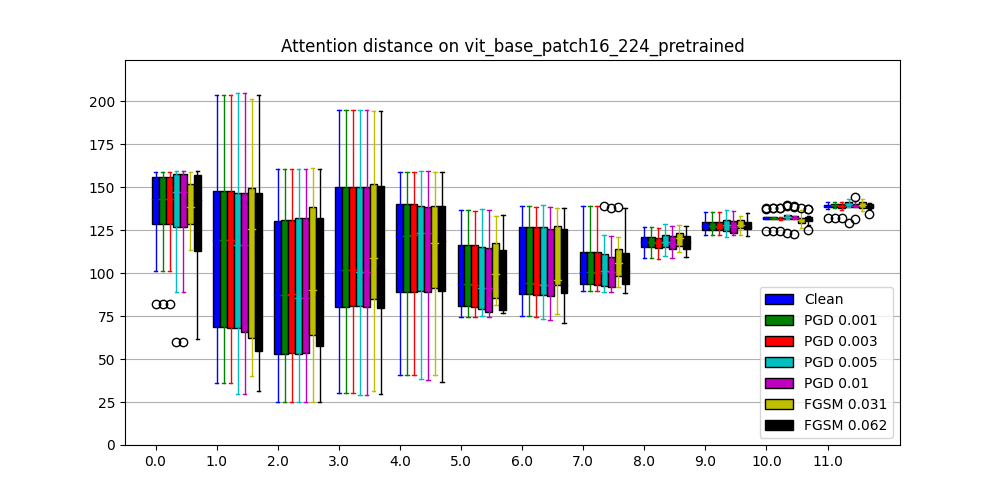 Attention distance on vit_base_patch16_224_pretrained
200
175
150
125
100
75
50
25
0
0.0 1.0 2.0 3.0 4.0 5.0 6.0 7.0 8.0 9.0 10.0 11.0
Clean
PGD 0.001
PGD 0.003
PGD 0.005
PGD 0.01
FGSM 0.031
FGSM 0.062